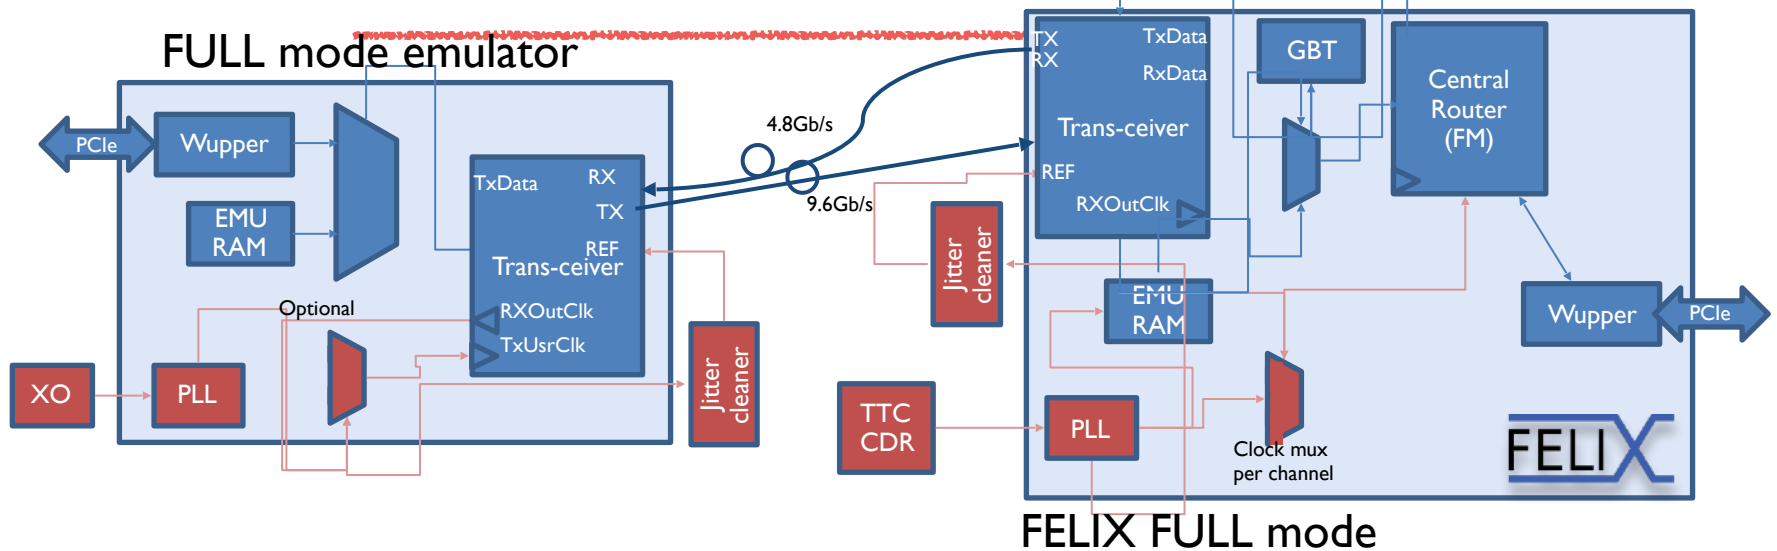 FULL mode emulator
PCIe
Wupper
EMU
RAM
TxData
RX
TX
REF
Trans-ceiver
RXOutClk
TxUsrClk
Optional
XO
PLL
Jitter
cleaner
4.8Gb/s
9.6Gb/s
TX
RX
TxData
RxData
Trans-ceiver
REF
RXOutClk
GBT
Central
Router
(FM)
Jitter
cleaner
EMU
RAM
Wupper
PCIe
TTC
CDR
PLL
Clock mux
per channel
FELIX
FELIX FULL mode